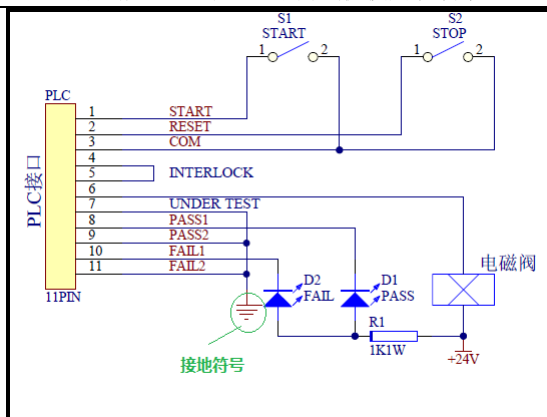 S1
START
1 2
S2
STOP
1 2
PLC
PLC接口
1 START
2 RESET
3 COM
4
5 INTERLOCK
6
7 UNDER TEST
8 PASS1
9 PASS2
10 FAIL1
11 FAIL2
11PIN
D2
FAIL
D1
PASS
电磁阀
R1
1K1W
+24V
接地符号